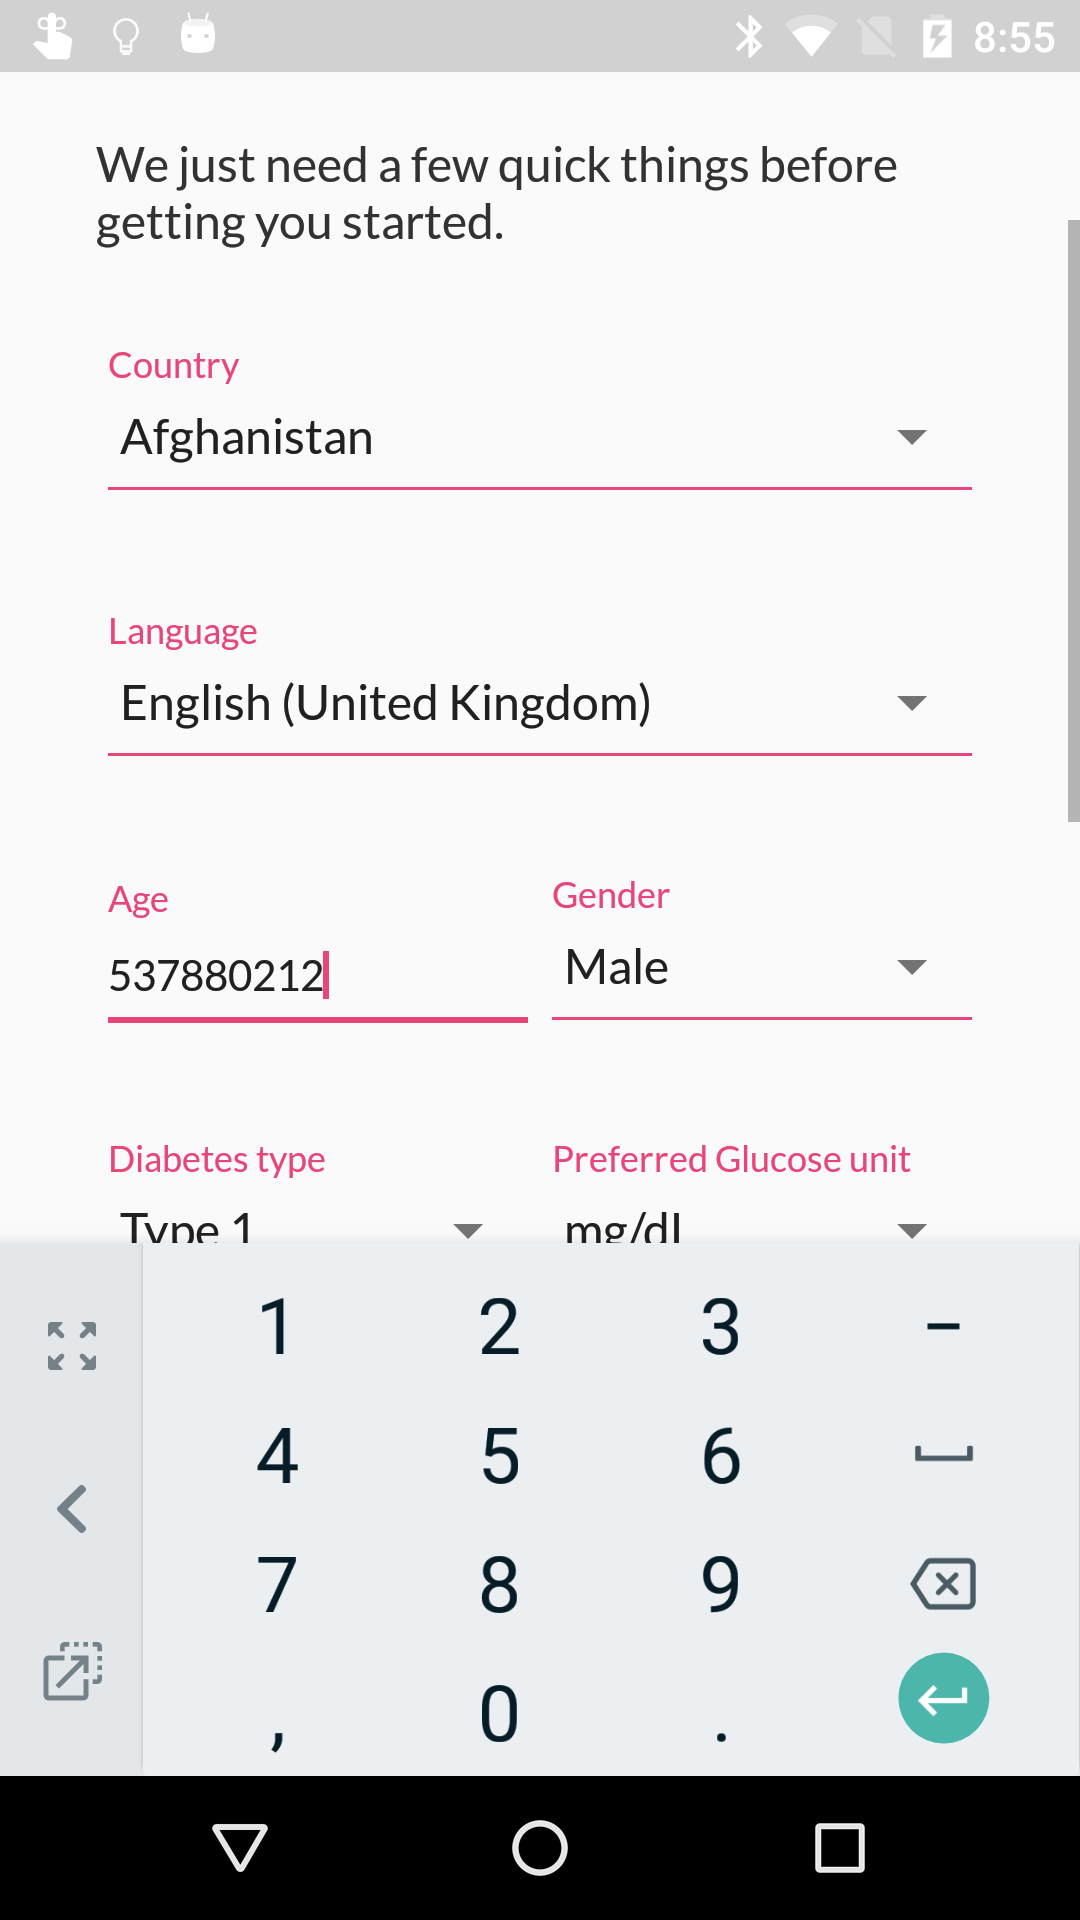 8:55
We just need a few quick things before
getting you started.
Country
Afghanistan
Language
English (United Kingdom)
Age
Gender
537880212
Male
Diabetes type
Preferred Glucose unit
Type 1
mg/dL
1 2 3 –
4 5 6
7 8 9
, 0 .